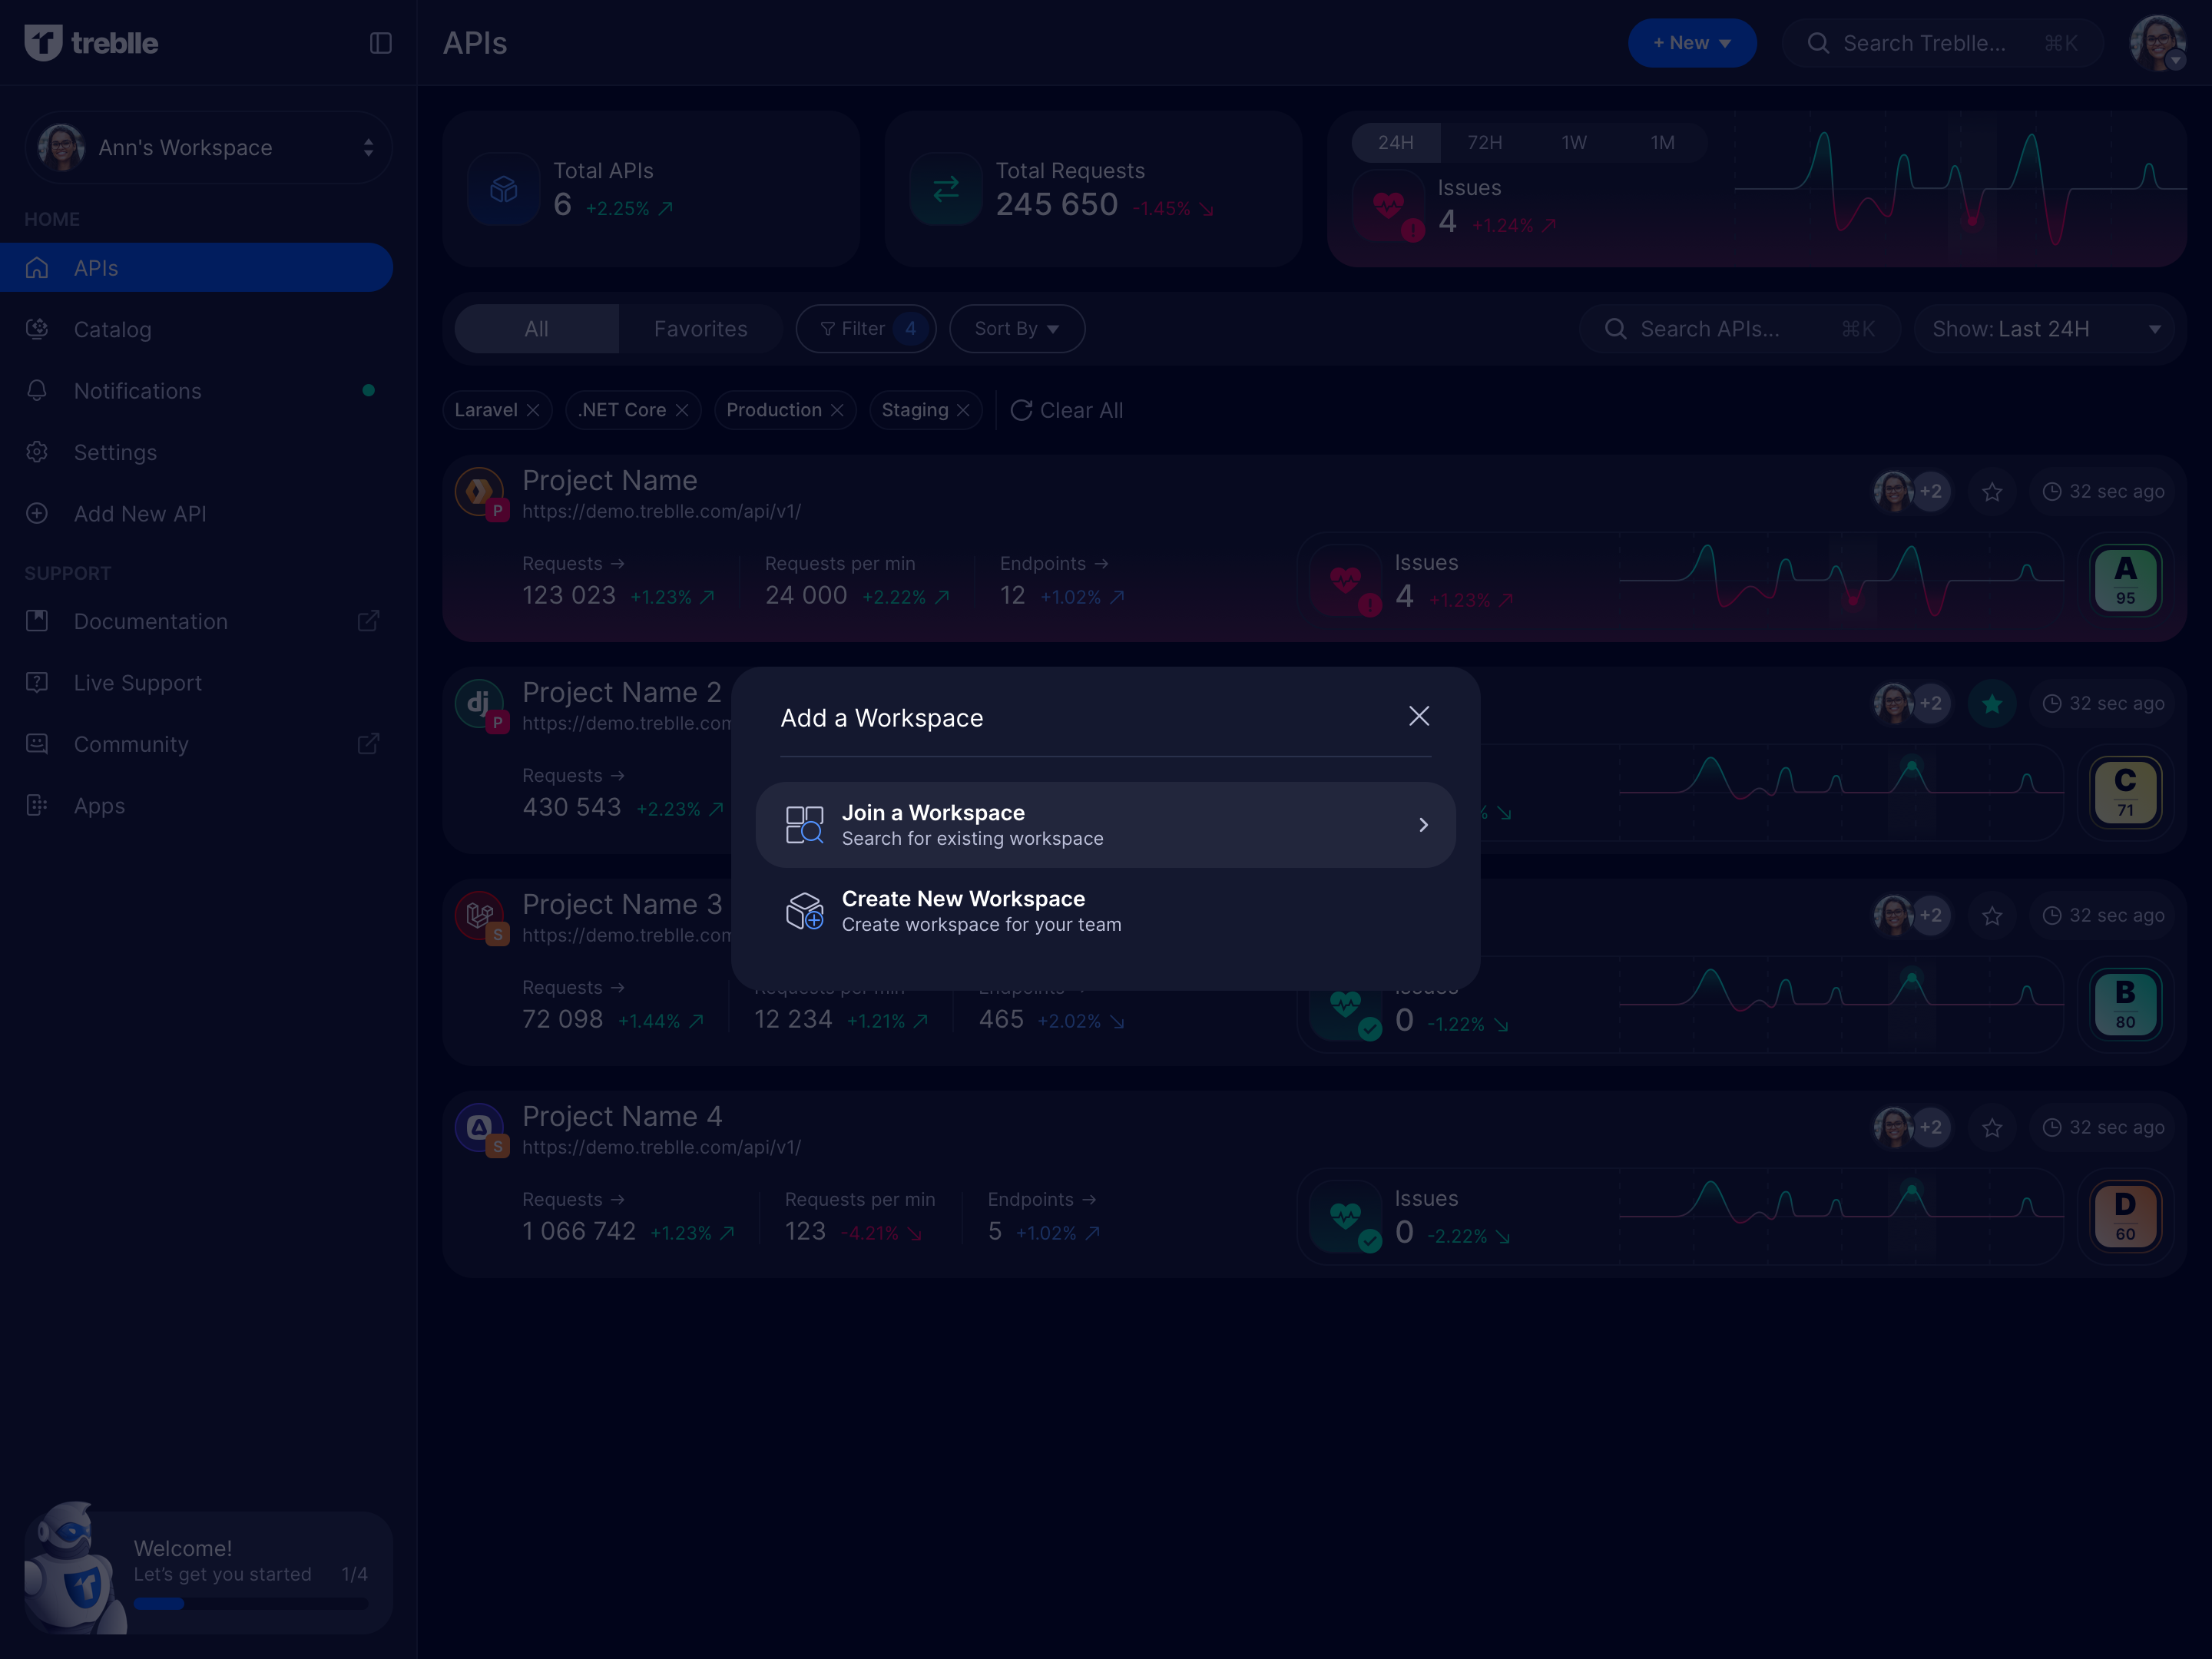 treblle
APIs
+ New
Search Treblle...
⌘K
Ann's Workspace
HOME
APIs
Catalog
Notifications
Settings
Add New API
SUPPORT
Documentation
Live Support
Community
Apps
Welcome!
Let's get you started 1/4
Total APIs
6 +2.25%
Total Requests
245 650 -1.45%
24H 72H 1W 1M
Issues
4 +1.24%
All Favorites Filter 4 Sort By
Search APIs... ⌘K
Show: Last 24H
Laravel .NET Core Production Staging Clear All
Project Name
P
https://demo.treblle.com/api/v1/
+2 32 sec ago
Requests → Requests per min Endpoints →
123 023 +1.23% 24 000 +2.22% 12 +1.02%
Issues
4 +1.23%
A
95
Project Name 2
dj P
https://demo.treblle.com
+2 32 sec ago
Requests →
430 543 +2.23%
%
C
71
Add a Workspace
Join a Workspace
Search for existing workspace
Create New Workspace
Create workspace for your team
Project Name 3
S
https://demo.treblle.com
+2 32 sec ago
Requests → Requests per min Endpoints
72 098 +1.44% 12 234 +1.21% 465 +2.02%
Issues
0 -1.22%
B
80
Project Name 4
S
https://demo.treblle.com/api/v1/
+2 32 sec ago
Requests → Requests per min Endpoints →
1 066 742 +1.23% 123 -4.21% 5 +1.02%
Issues
0 -2.22%
D
60